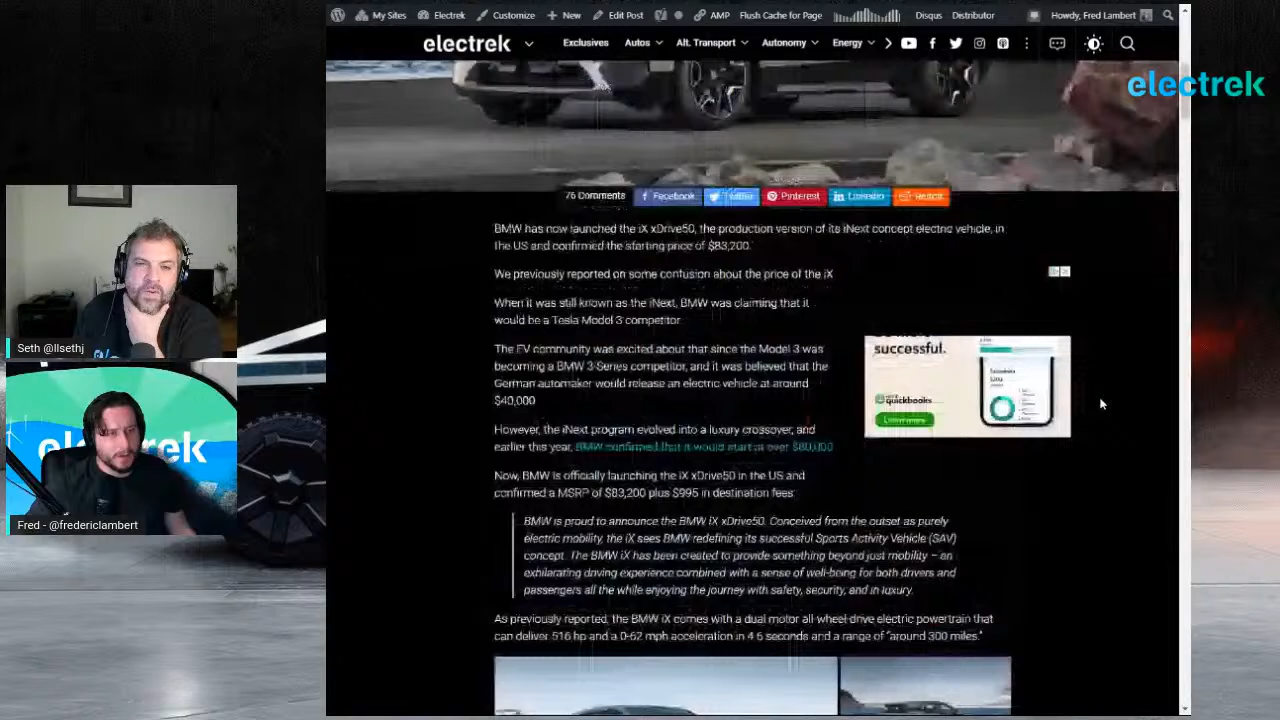 My Sites
Electrek
Customize
New
Edit Post
AMP
Flush Cache for Page
Disqus
Distributor
Howdy, Fred Lambert
electrek
Exclusives
Autos
Alt. Transport
Autonomy
Energy
electrek
76 Comments
Facebook
Twitter
Pinterest
LinkedIn
Reddit
BMW has now launched the iX xDrive50, the production version of its iNext concept electric vehicle, in
the US and confirmed the starting price of $83,200.
We previously reported on some confusion about the price of the iX
When it was still known as the iNext, BMW was claiming that it
would be a Tesla Model 3 competitor
The EV community was excited about that since the Model 3 was
becoming a BMW 3-Series competitor, and it was believed that the
German automaker would release an electric vehicle at around
$40,000
However, the iNext program evolved into a luxury crossover, and
earlier this year, BMW confirmed that it would start at over $80,000
Now, BMW is officially launching the iX xDrive50 in the US and
confirmed a MSRP of $83,200 plus $995 in destination fees:
BMW is proud to announce the BMW iX xDrive50. Conceived from the outset as purely
electric mobility, the iX sees BMW redefining its successful Sports Activity Vehicle (SAV)
concept. The BMW iX has been created to provide something beyond just mobility – an
exhilarating driving experience combined with a sense of well-being for both drivers and
passengers all the while enjoying the journey with safety, security, and in luxury.
As previously reported, the BMW iX comes with a dual motor all-wheel-drive electric powertrain that
can deliver 516 hp and a 0-62 mph acceleration in 4.6 seconds and a range of "around 300 miles."
successful.
quickbooks
Learn more
Seth @llsethj
Fred - @fredericlambert